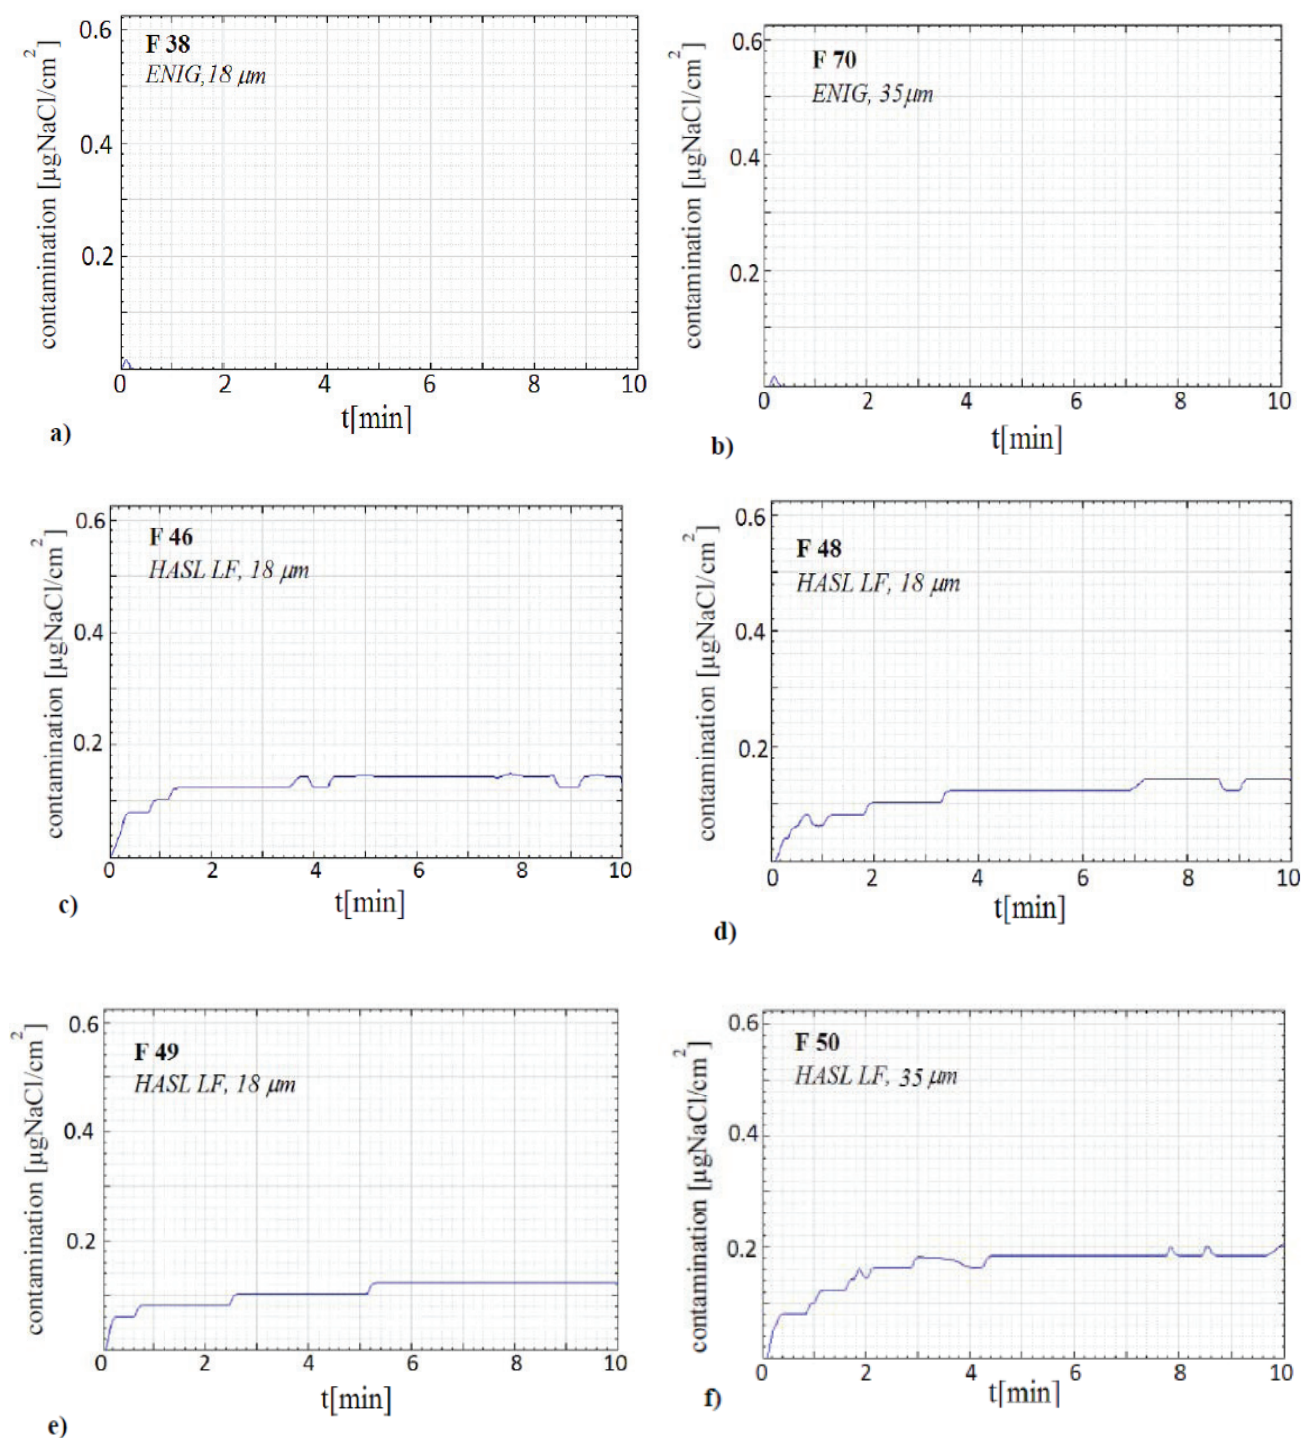 contamination [µgNaCl/cm²]
0.6
0.4
0.2
F 38
ENIG,18 µm
0 2 4 6 8 10
t[min]
a)
contamination [µgNaCl/cm²]
0.6
0.4
0.2
F 70
ENIG, 35µm
0 2 4 6 8 10
t[min]
b)
contamination [µgNaCl/cm²]
0.6
0.4
0.2
F 46
HASL LF, 18 µm
0 2 4 6 8 10
t[min]
c)
contamination [µgNaCl/cm²]
0.6
0.4
0.2
F 48
HASL LF, 18 µm
0 2 4 6 8 10
t[min]
d)
contamination [µgNaCl/cm²]
0.6
0.4
0.2
F 49
HASL LF, 18 µm
0 2 4 6 8 10
t[min]
e)
contamination [µgNaCl/cm²]
0.6
0.4
0.2
F 50
HASL LF, 35 µm
0 2 4 6 8 10
t[min]
f)